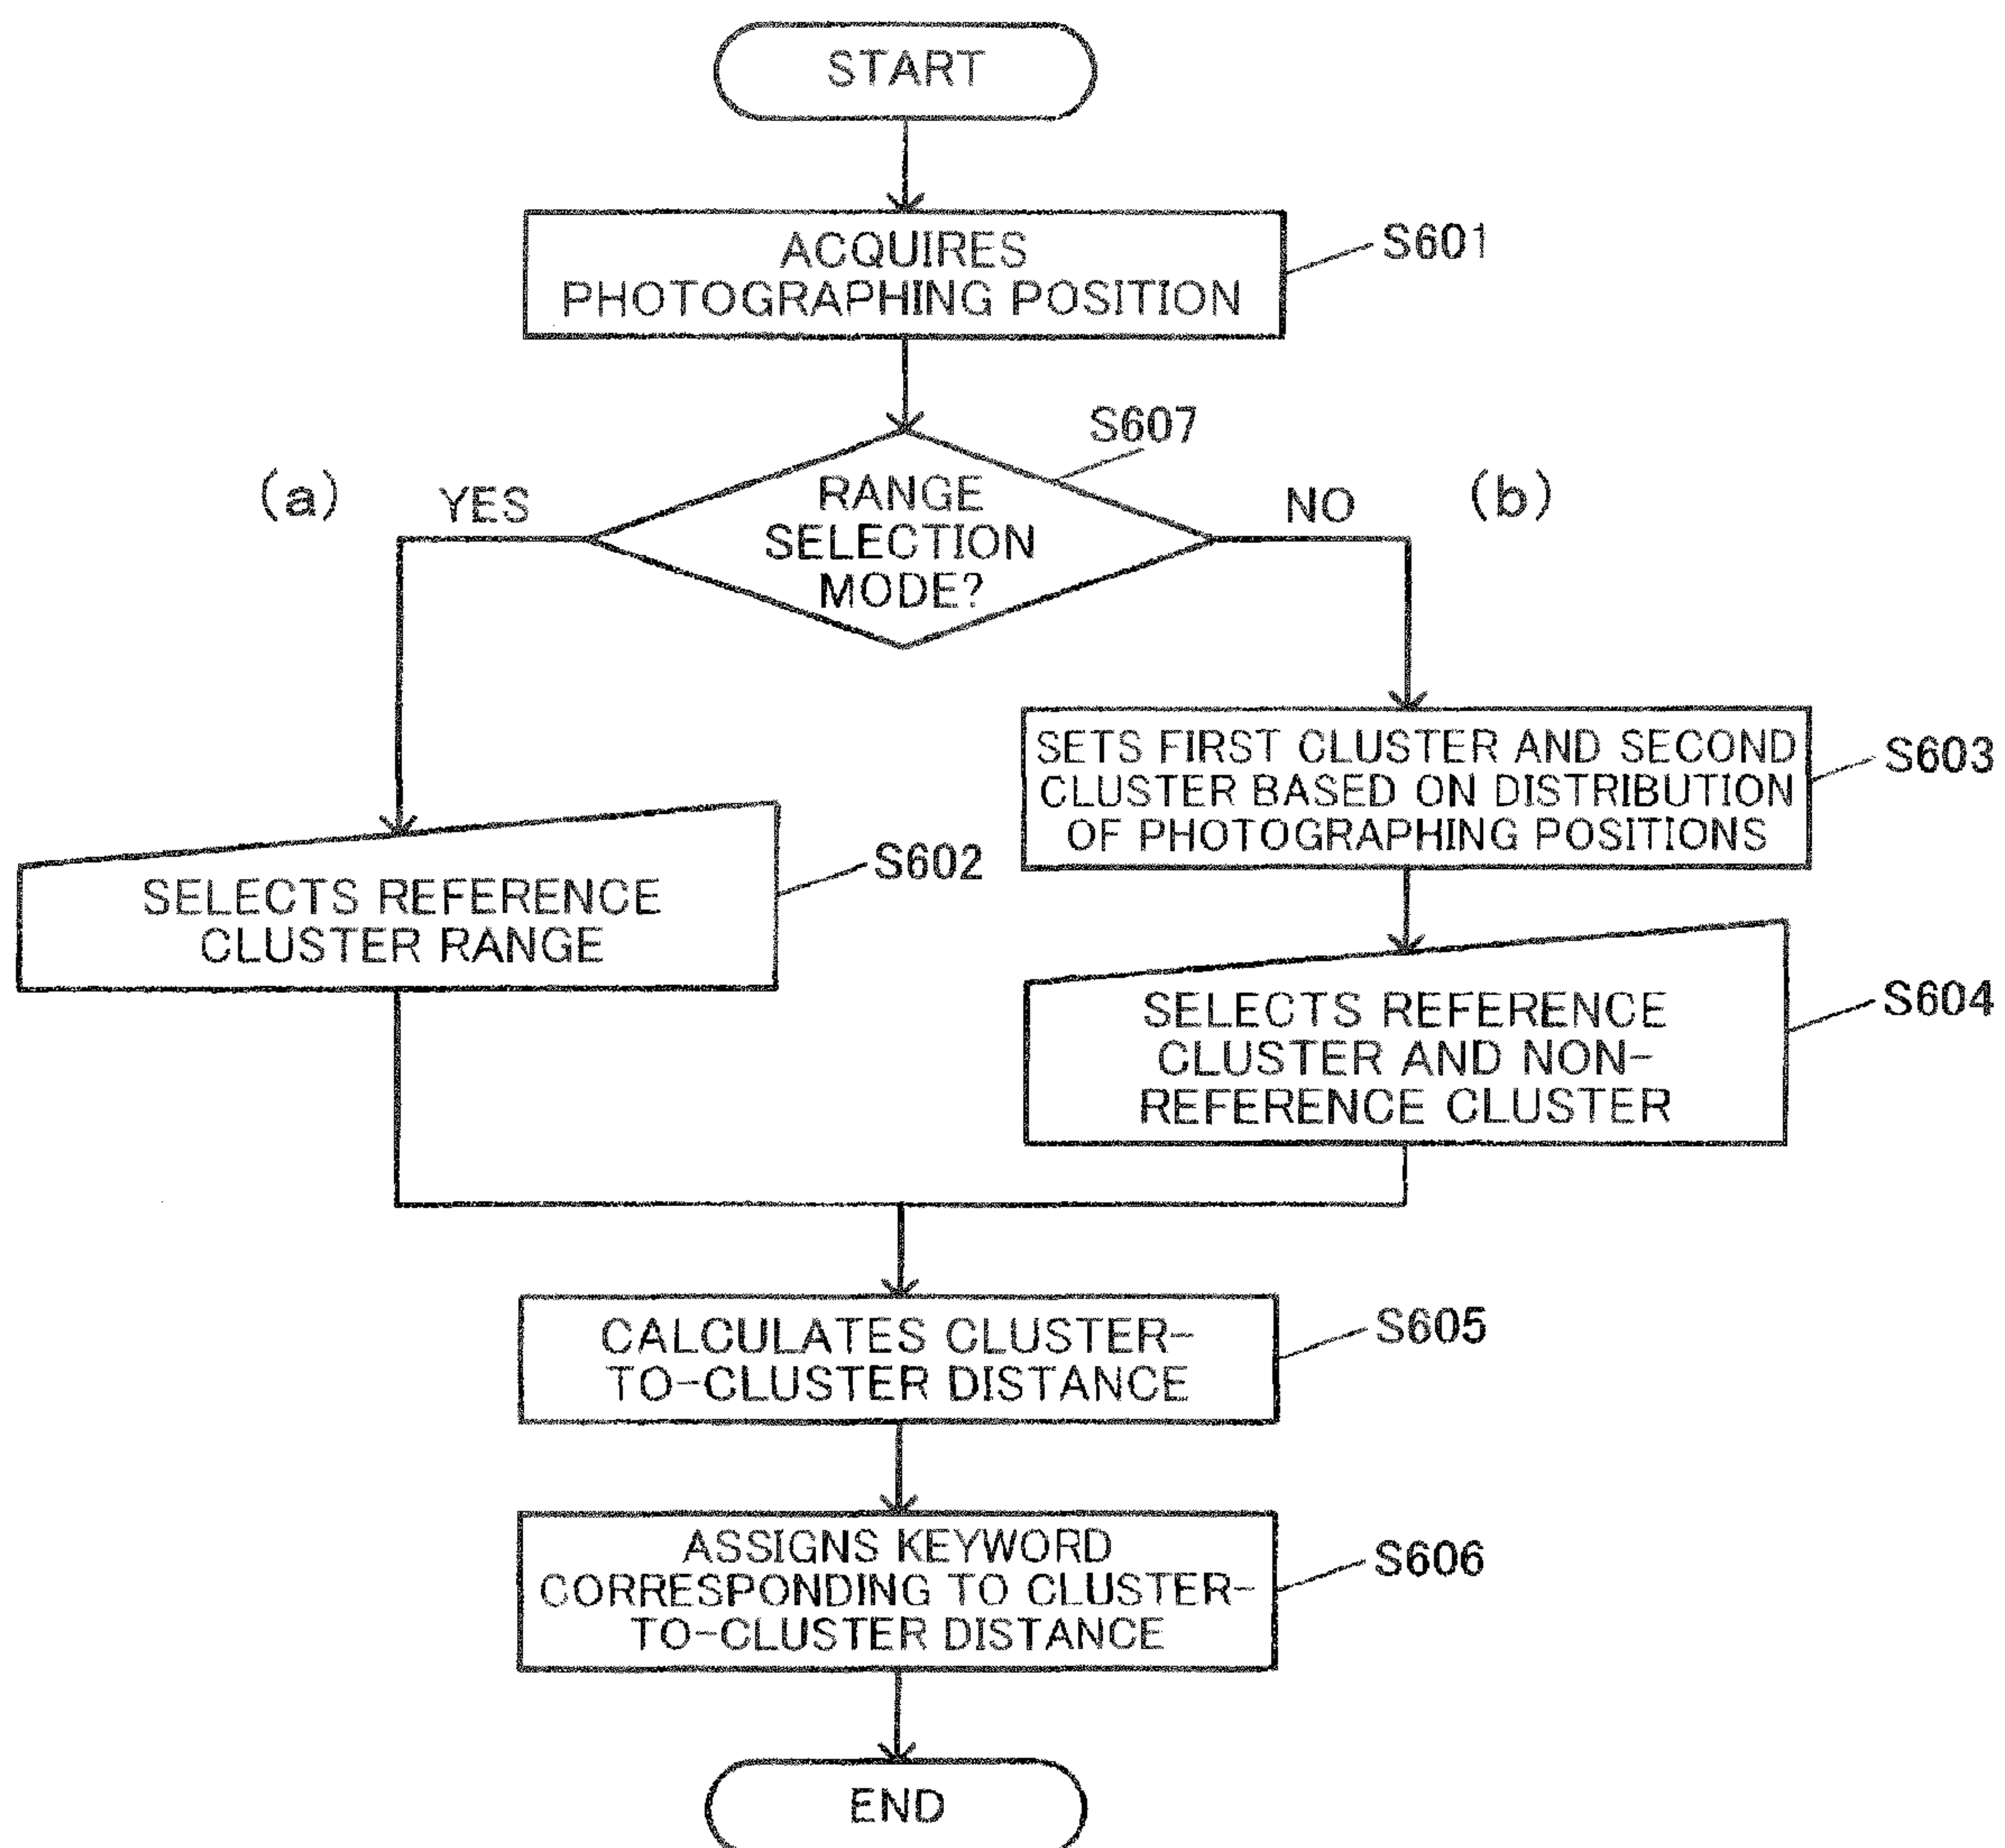 START
ACQUIRES
PHOTOGRAPHING POSITION
S601
S607
(a)
YES
RANGE
SELECTION
MODE?
NO
(b)
SETS FIRST CLUSTER AND SECOND
CLUSTER BASED ON DISTRIBUTION
OF PHOTOGRAPHING POSITIONS
S603
SELECTS REFERENCE
CLUSTER RANGE
S602
SELECTS REFERENCE
CLUSTER AND NON-
REFERENCE CLUSTER
S604
CALCULATES CLUSTER-
TO-CLUSTER DISTANCE
S605
ASSIGNS KEYWORD
CORRESPONDING TO CLUSTER-
TO-CLUSTER DISTANCE
S606
END